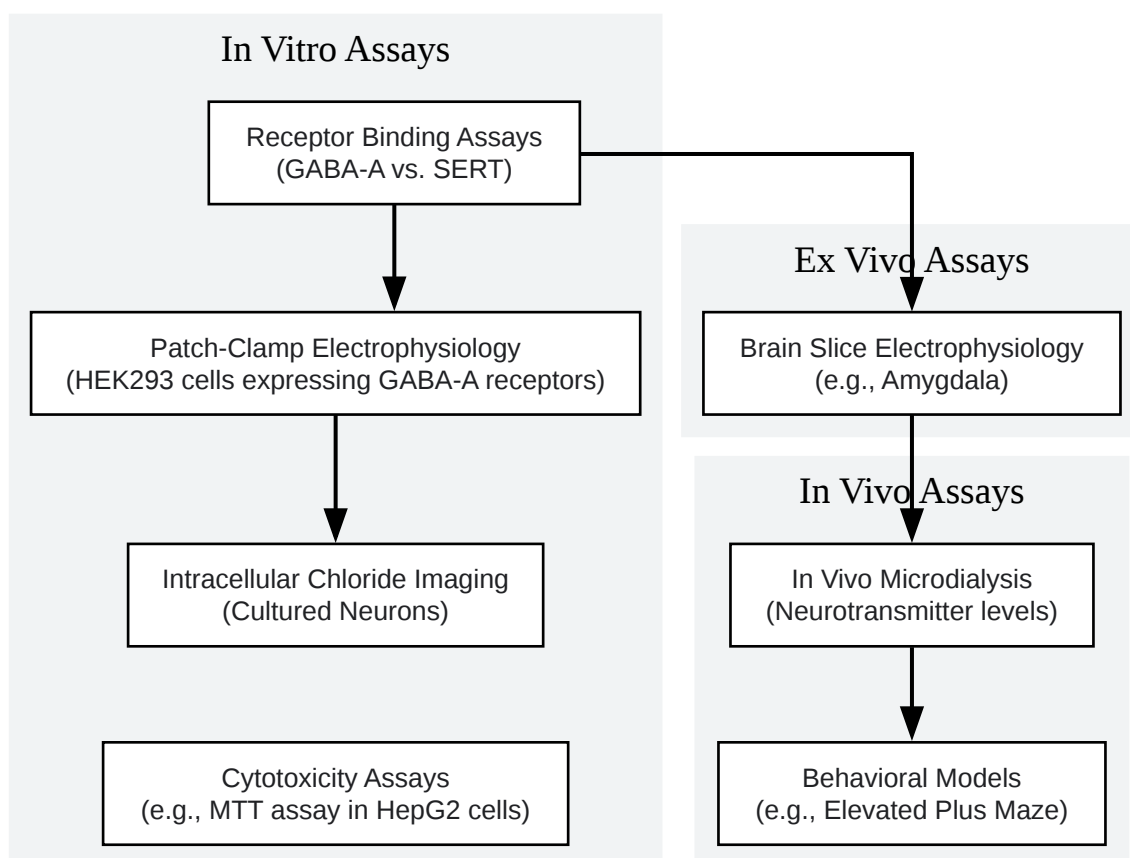 In Vitro Assays
Receptor Binding Assays
(GABA-A vs. SERT)
Patch-Clamp Electrophysiology
(HEK293 cells expressing GABA-A receptors)
Intracellular Chloride Imaging
(Cultured Neurons)
Cytotoxicity Assays
(e.g., MTT assay in HepG2 cells)
Ex Vivo Assays
Brain Slice Electrophysiology
(e.g., Amygdala)
In Vivo Assays
In Vivo Microdialysis
(Neurotransmitter levels)
Behavioral Models
(e.g., Elevated Plus Maze)